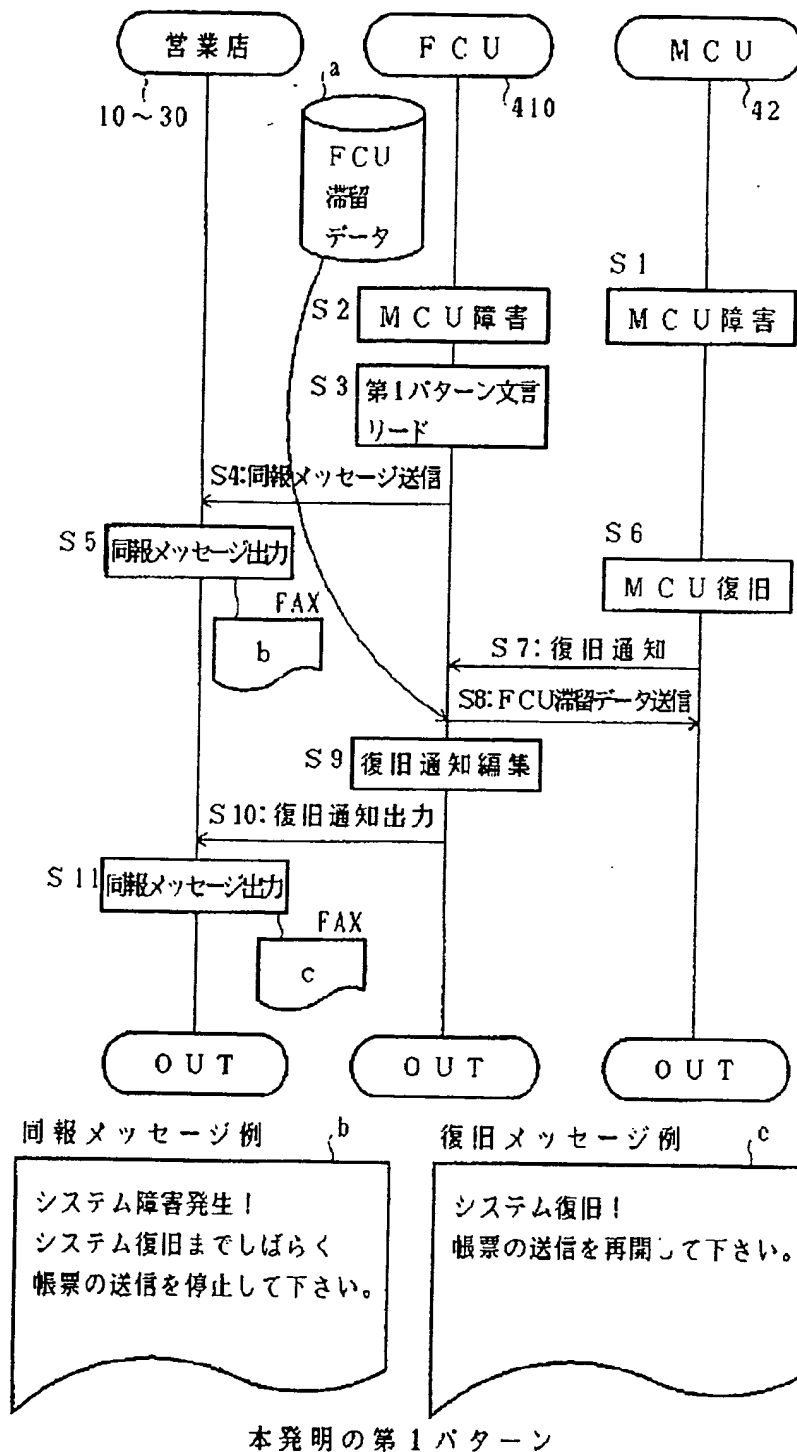 営業店
FCU
MCU
10~30
a
410
42
FCU
滞留
データ
S1
S2
MCU障害
MCU障害
S3
第1パターン文言
リード
S4:同報メッセージ送信
S5
同報メッセージ出力
S6
MCU復旧
FAX
b
S7:復旧通知
S8:FCU滞留データ送信
S9
復旧通知編集
S10:復旧通知出力
S11
同報メッセージ出力
FAX
c
OUT
OUT
OUT
同報メッセージ例
b
復旧メッセージ例
c
システム障害発生!
システム復旧までしばらく
帳票の送信を停止して下さい。
システム復旧!
帳票の送信を再開して下さい。
本発明の第1パターン